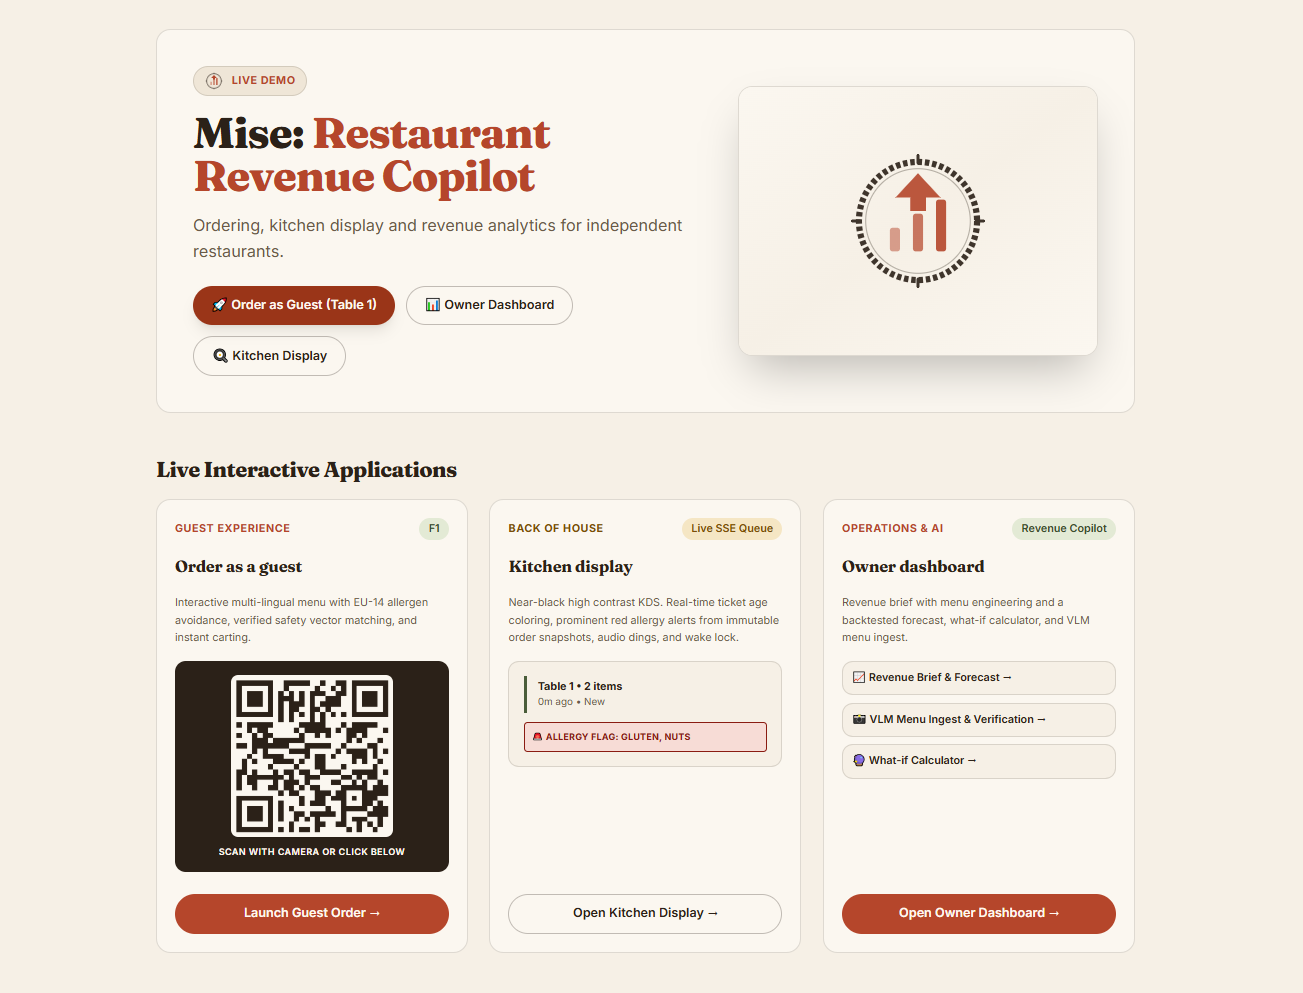 LIVE DEMO
Mise: Restaurant
Revenue Copilot
Ordering, kitchen display and revenue analytics for independent
restaurants.
🚀 Order as Guest (Table 1)
📊 Owner Dashboard
🍳 Kitchen Display
Live Interactive Applications
GUEST EXPERIENCE
F1
Order as a guest
Interactive multi-lingual menu with EU-14 allergen
avoidance, verified safety vector matching, and
instant carting.
SCAN WITH CAMERA OR CLICK BELOW
Launch Guest Order →
BACK OF HOUSE
Live SSE Queue
Kitchen display
Near-black high contrast KDS. Real-time ticket age
coloring, prominent red allergy alerts from immutable
order snapshots, audio dings, and wake lock.
Table 1 • 2 items
0m ago • New
🚨 ALLERGY FLAG: GLUTEN, NUTS
Open Kitchen Display →
OPERATIONS & AI
Revenue Copilot
Owner dashboard
Revenue brief with menu engineering and a
backtested forecast, what-if calculator, and VLM
menu ingest.
📈 Revenue Brief & Forecast →
📸 VLM Menu Ingest & Verification →
🔮 What-if Calculator →
Open Owner Dashboard →